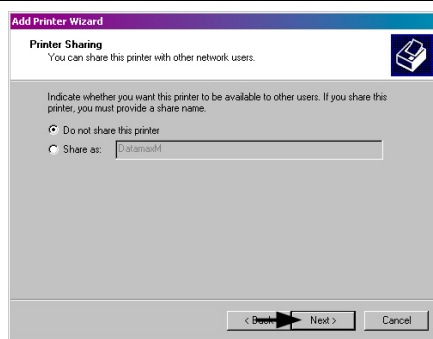 Add Printer Wizard
Printer Sharing
You can share this printer with other network users.
Indicate whether you want this printer to be available to other users. If you share this
printer, you must provide a share name.
Do not share this printer
Share as: DatamaxM
< Back Next > Cancel